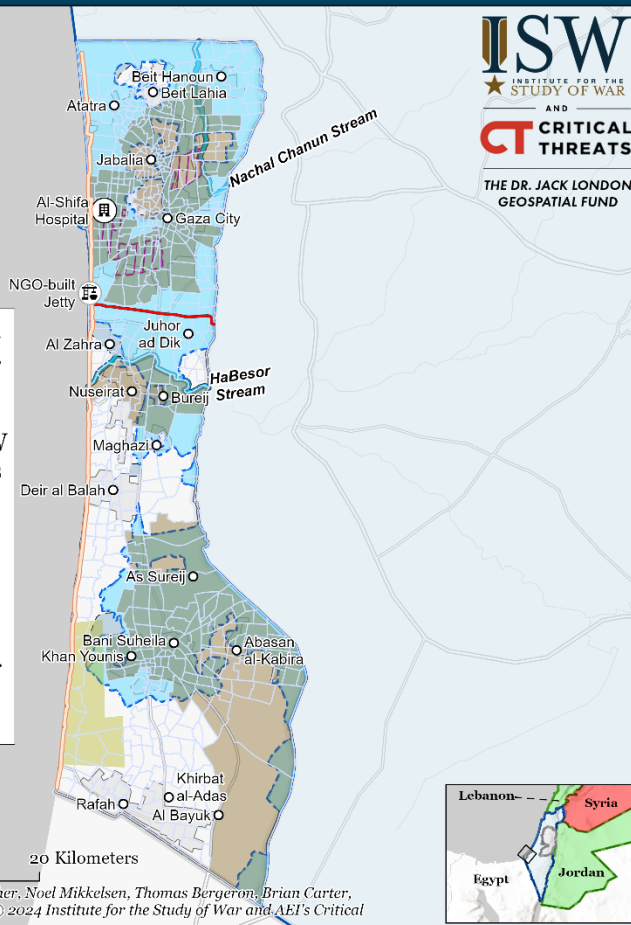 ISW
INSTITUTE FOR THE
STUDY OF WAR
AND
CT CRITICAL
THREATS
THE DR. JACK LONDON
GEOSPATIAL FUND
Beit Hanoun
Beit Lahia
Atatra
Nachal Chanun Stream
Jabalia
Al-Shifa
Hospital
Gaza City
NGO-built
Jetty
Juhor
ad Dik
Al Zahra
HaBesor
Stream
Nuseirat
Bureij
Maghazi
Deir al Balah
As Sureij
Bani Suheila
Abasan
al-Kabira
Khan Younis
Khirbat
al-Adas
Rafah
Al Bayuk
Lebanon
Syria
Egypt
Jordan
20 Kilometers
Noel Mikkelsen, Thomas Bergeron, Brian Carter,
© 2024 Institute for the Study of War and AEI's Critical